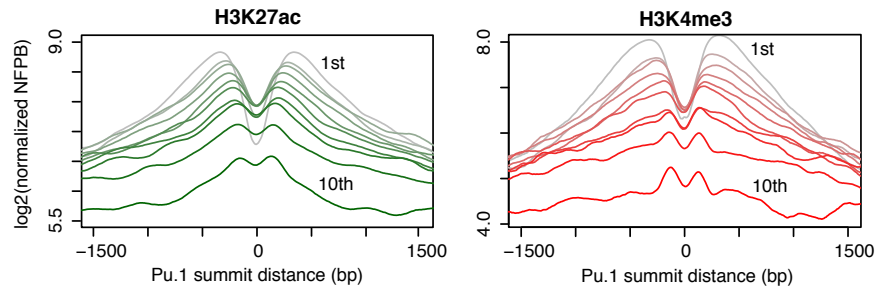 H3K27ac
log2(normalized NFPB)
9.0
5.5
1st
10th
−1500
0
1500
Pu.1 summit distance (bp)
H3K4me3
8.0
4.0
1st
10th
−1500
0
1500
Pu.1 summit distance (bp)